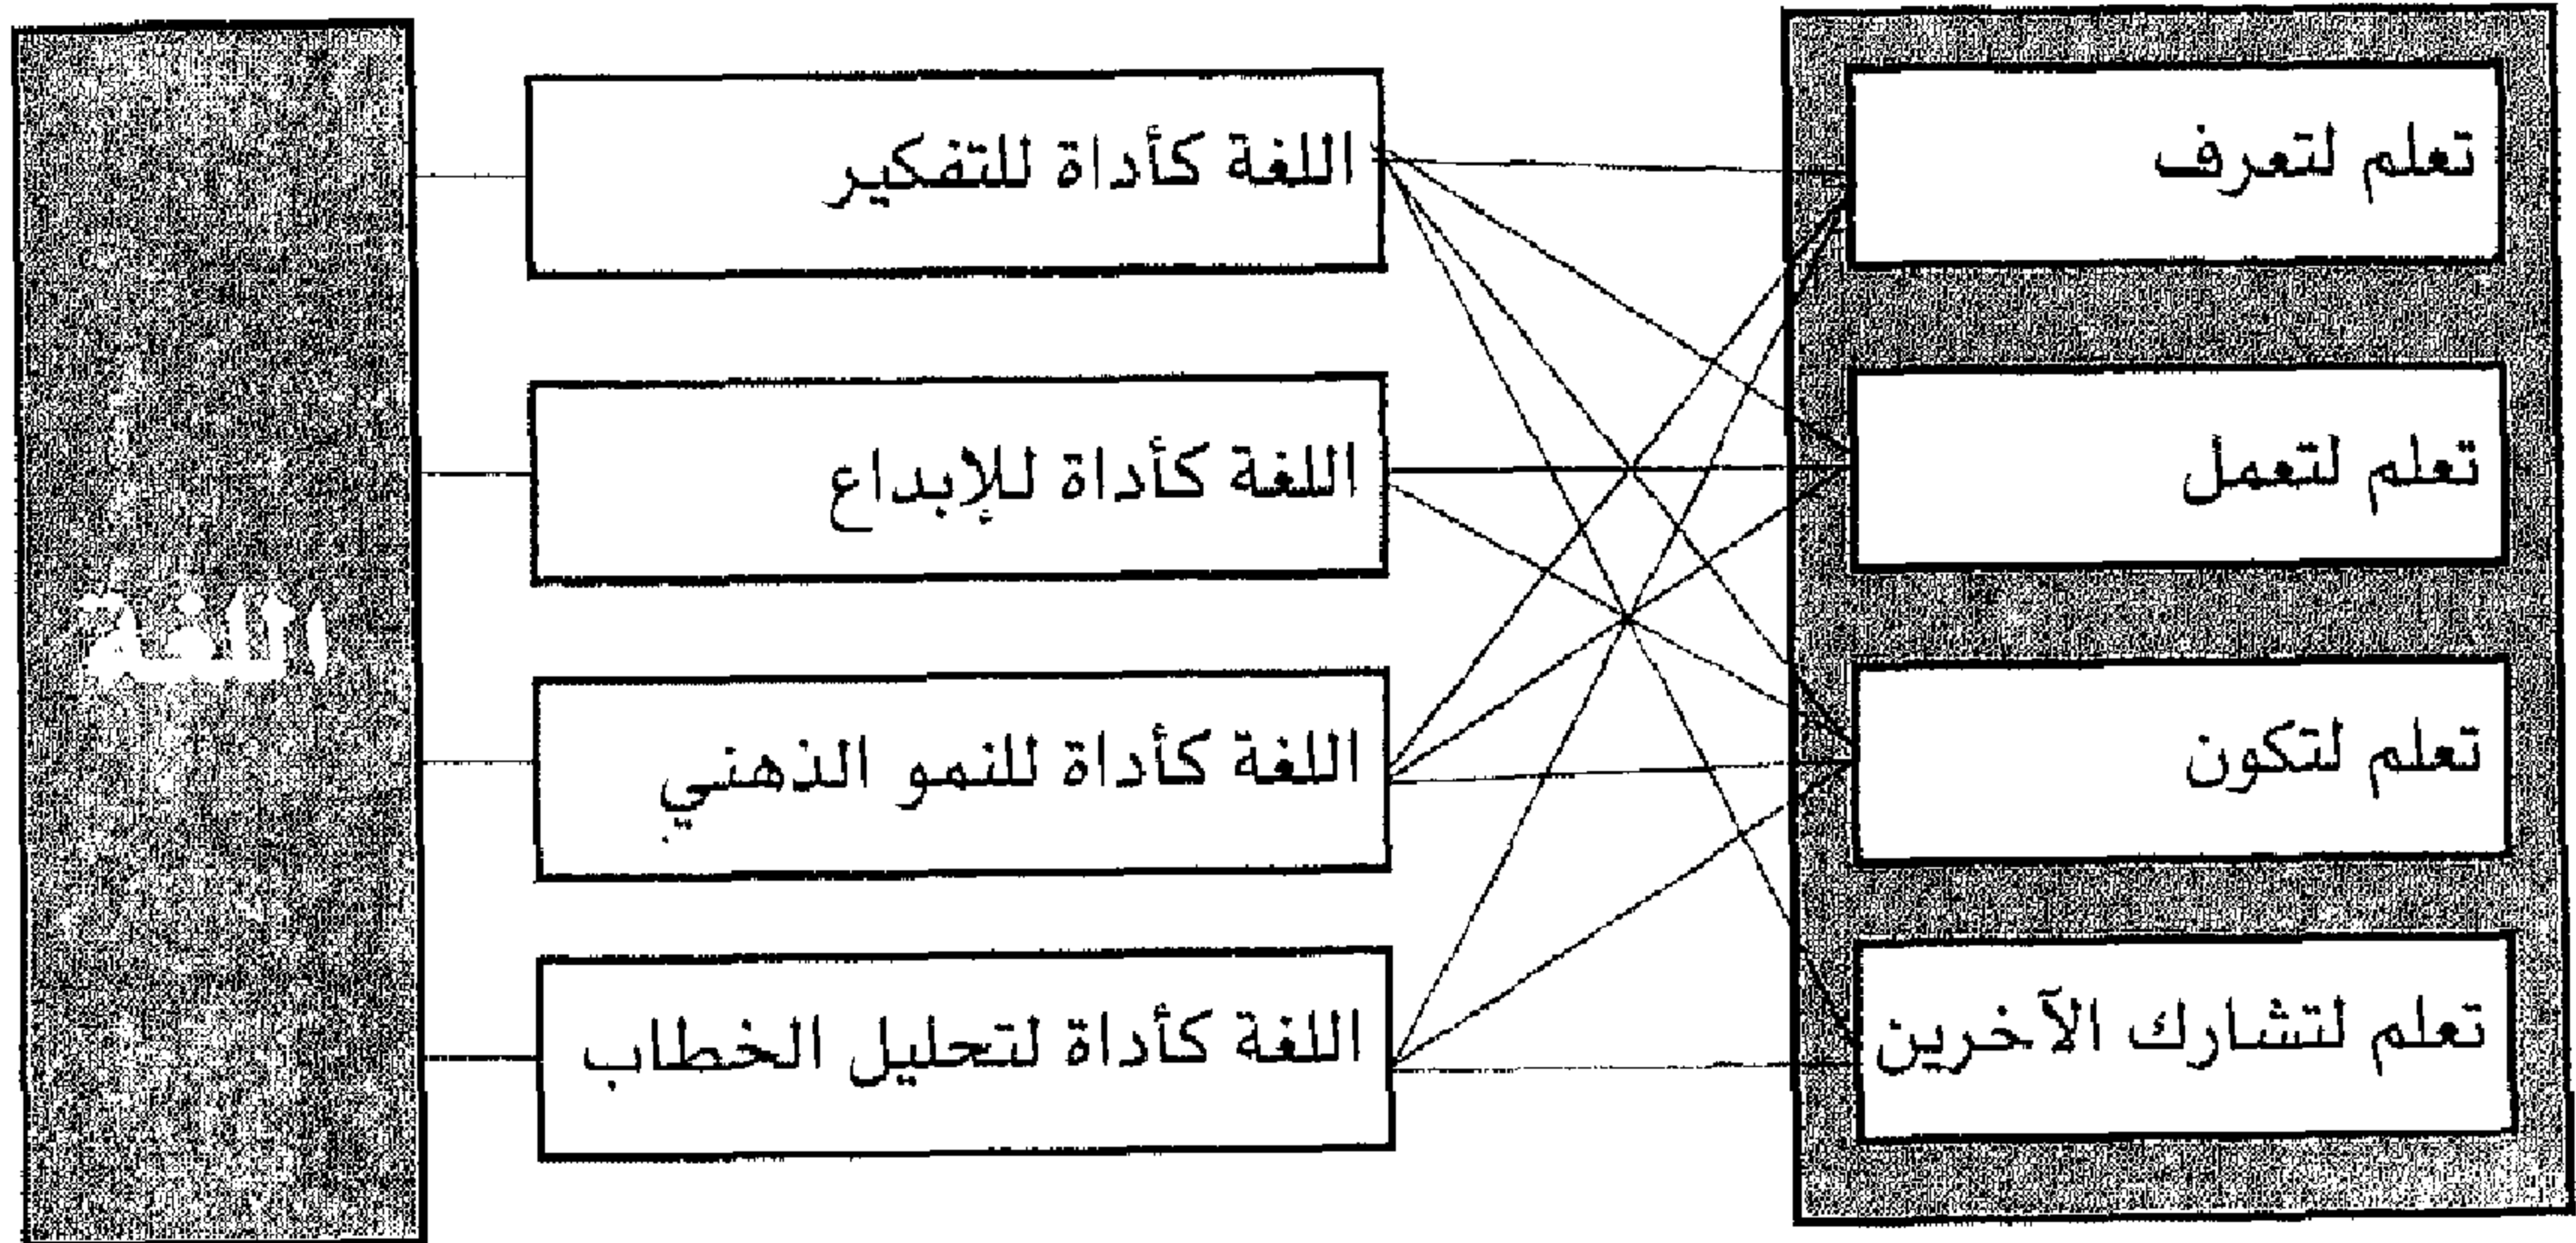 تعلم لتعرف
تعلم لتعمل
تعلم لتكون
تعلم لتشارك الآخرين
اللغة كأداة للتفكير
اللغة كأداة للإبداع
اللغة كأداة للنمو الذهني
اللغة كأداة لتحليل الخطاب
اللغة